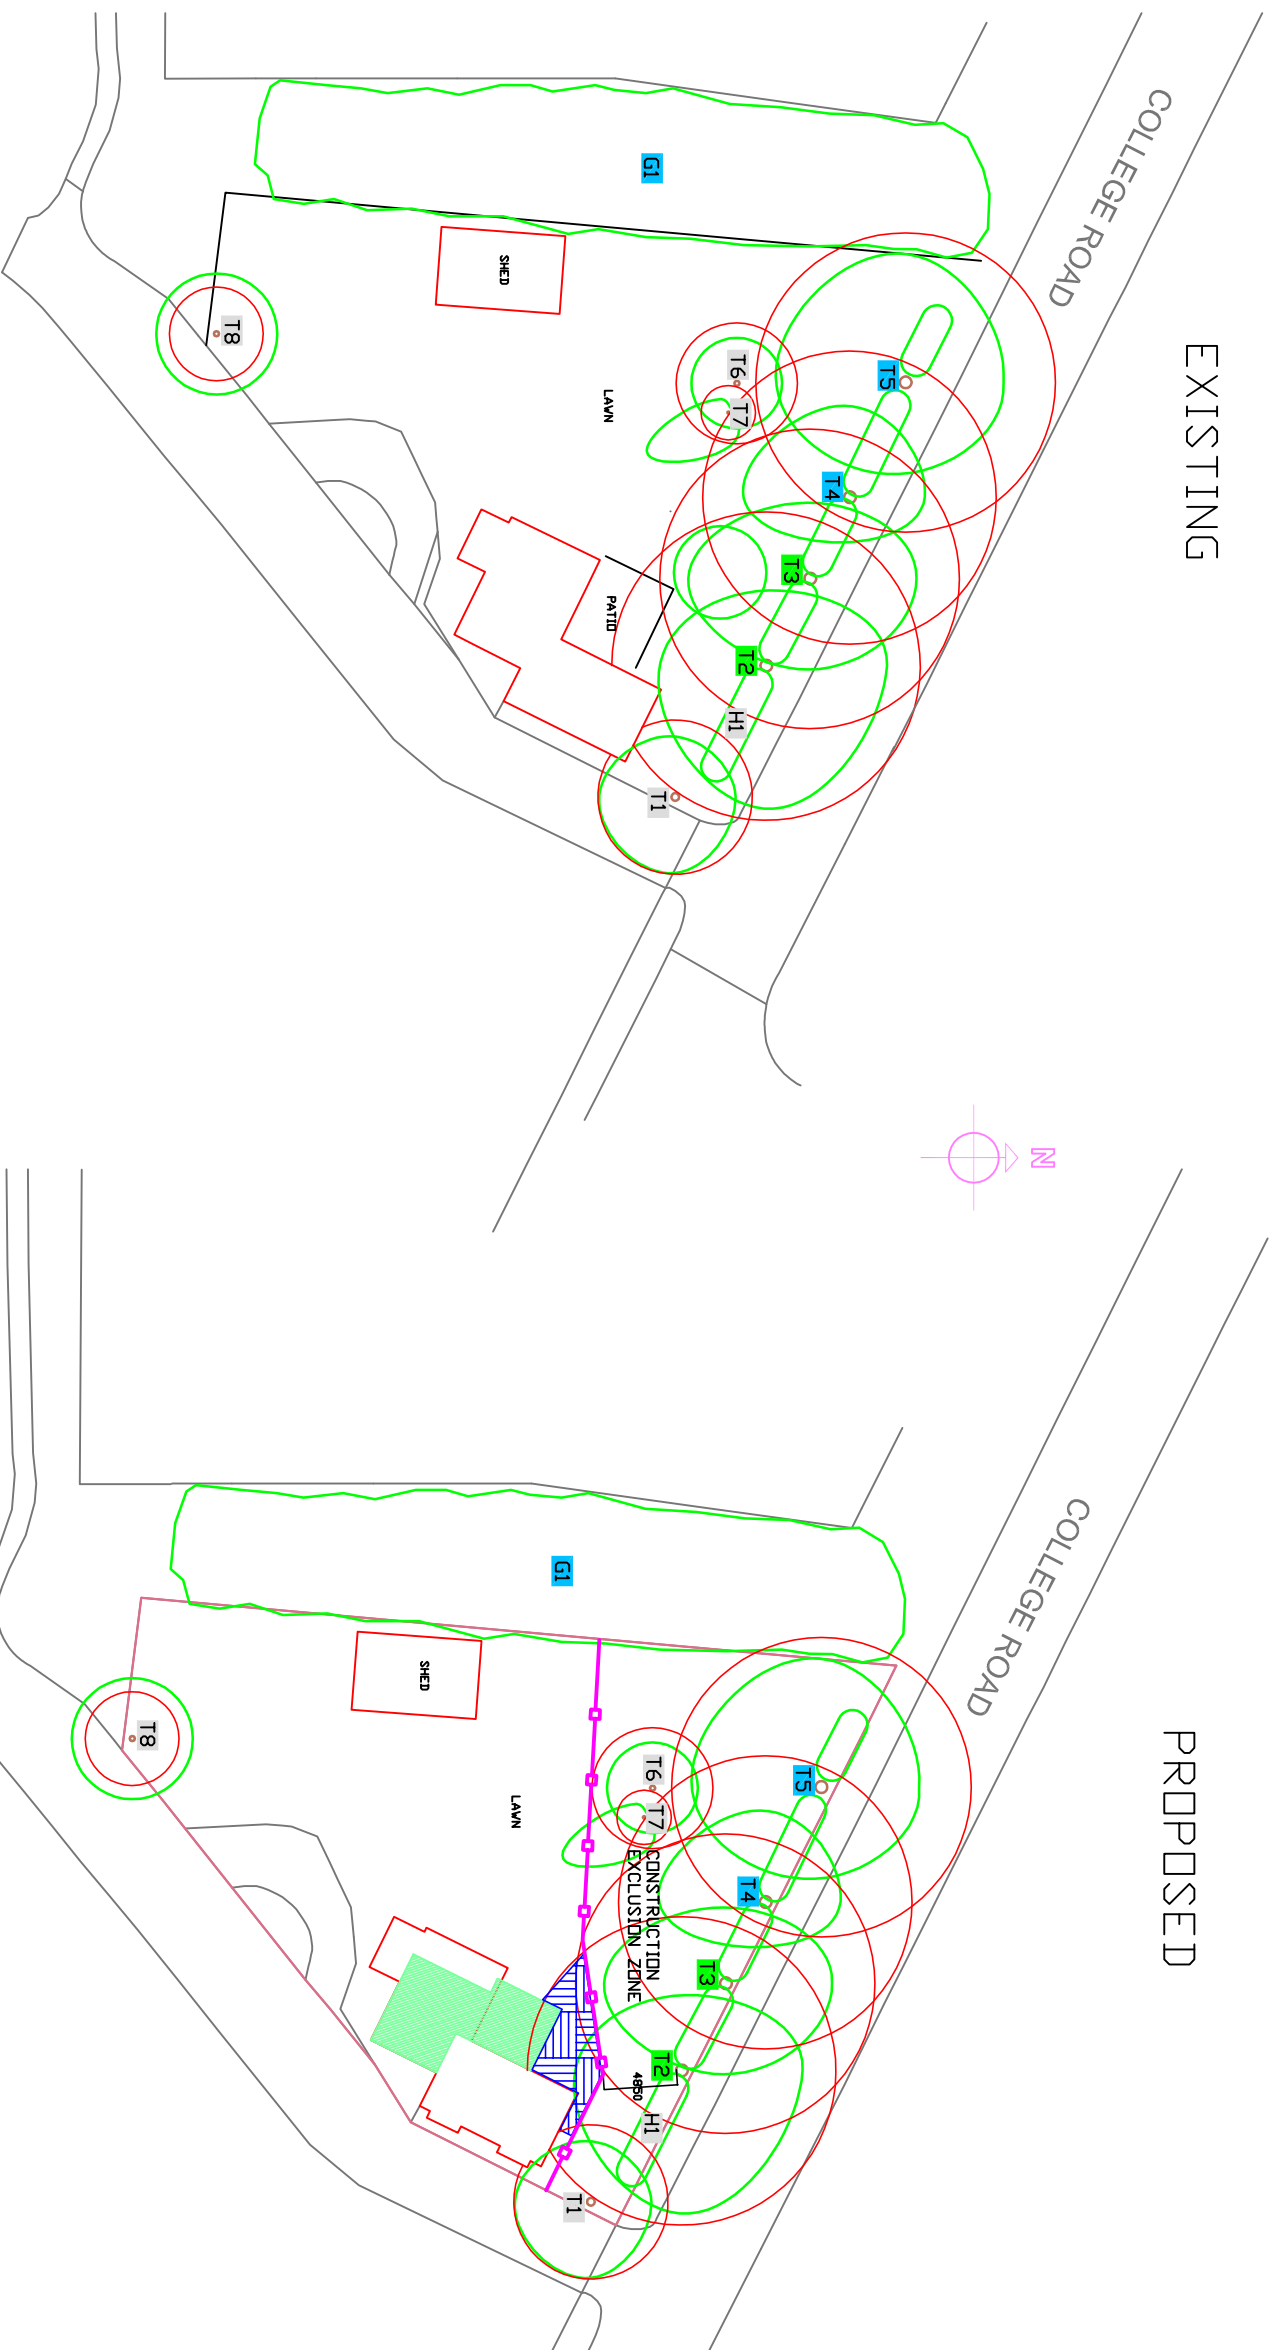 EXISTING
COLLEGE ROAD
G1
SHED
T8
T6
T7
T5
LAWN
T4
T3
PATIO
T2
H1
T1
N
PROPOSED
COLLEGE ROAD
G1
SHED
T8
T6
T7
T5
LAWN
CONSTRUCTION
EXCLUSION ZONE
T4
T3
T2
4850
H1
T1